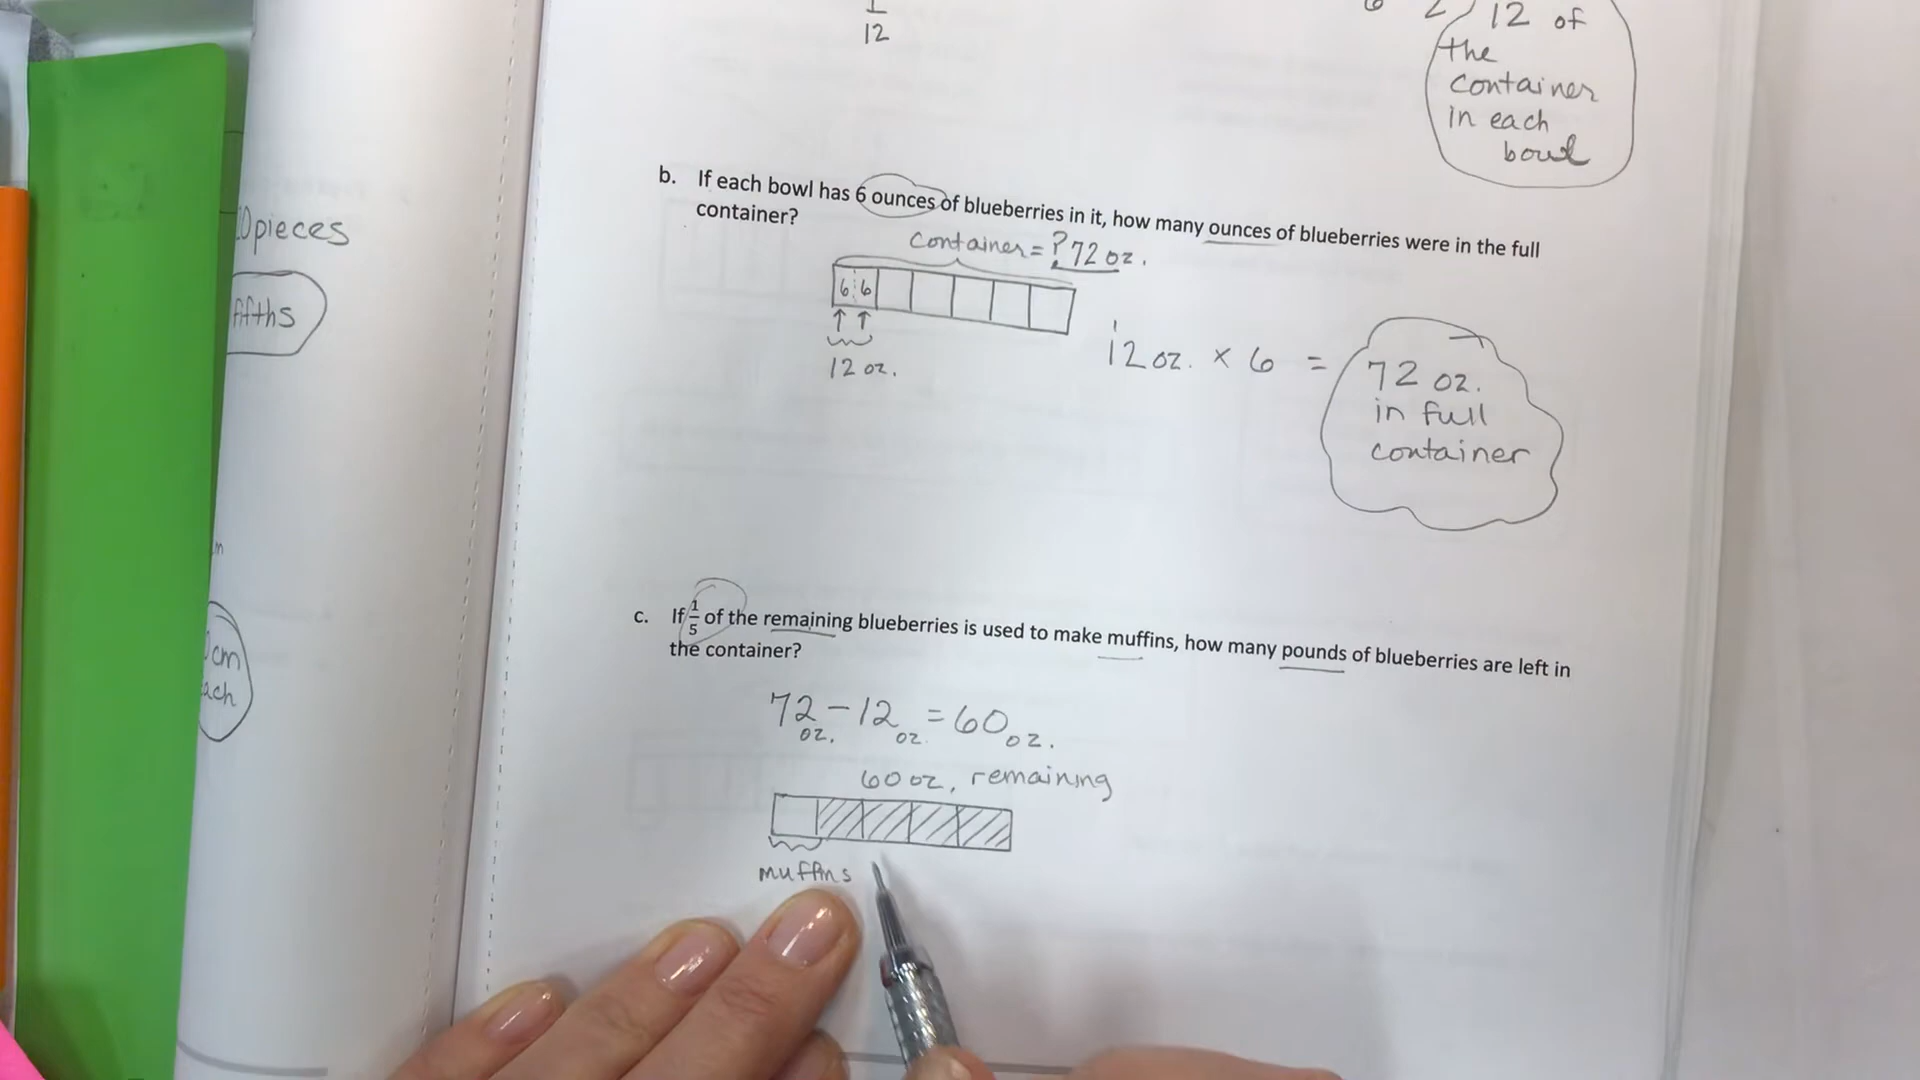 1
12
12 of
the
container
in each
bowl
b. If each bowl has 6 ounces of blueberries in it, how many ounces of blueberries were in the full
container?
container = ? 72 oz.
6 6
12 oz.
12 oz. × 6 = 72 oz.
in full
container
pieces
fifths
cm
ach
c. If 1/5 of the remaining blueberries is used to make muffins, how many pounds of blueberries are left in
the container?
72 oz. - 12 oz. = 60 oz.
60 oz. remaining
muffins